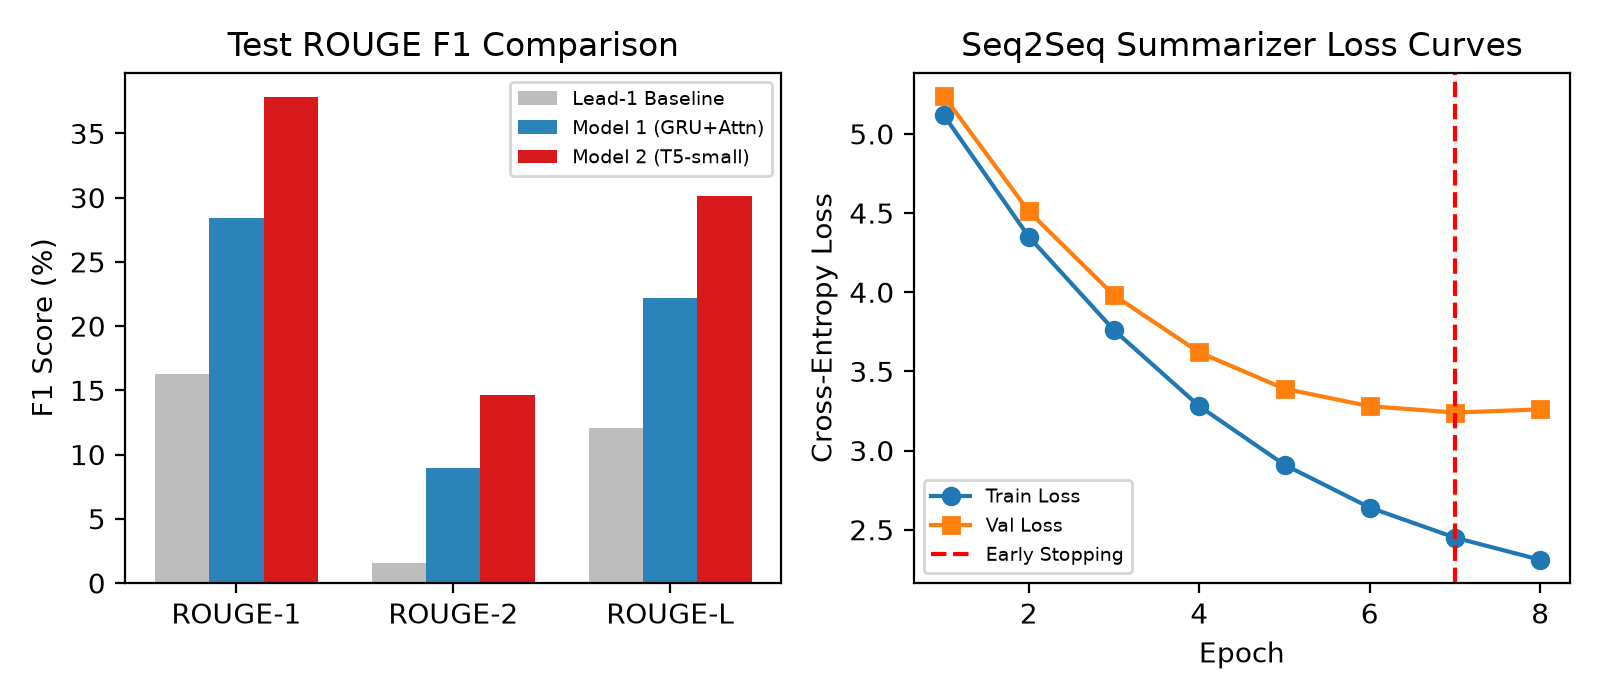 Test ROUGE F1 Comparison
F1 Score (%)
35
30
25
20
15
10
5
0
Lead-1 Baseline
Model 1 (GRU+Attn)
Model 2 (T5-small)
ROUGE-1 ROUGE-2 ROUGE-L
Seq2Seq Summarizer Loss Curves
Cross-Entropy Loss
5.0
4.5
4.0
3.5
3.0
2.5
Train Loss
Val Loss
Early Stopping
2 4 6 8
Epoch